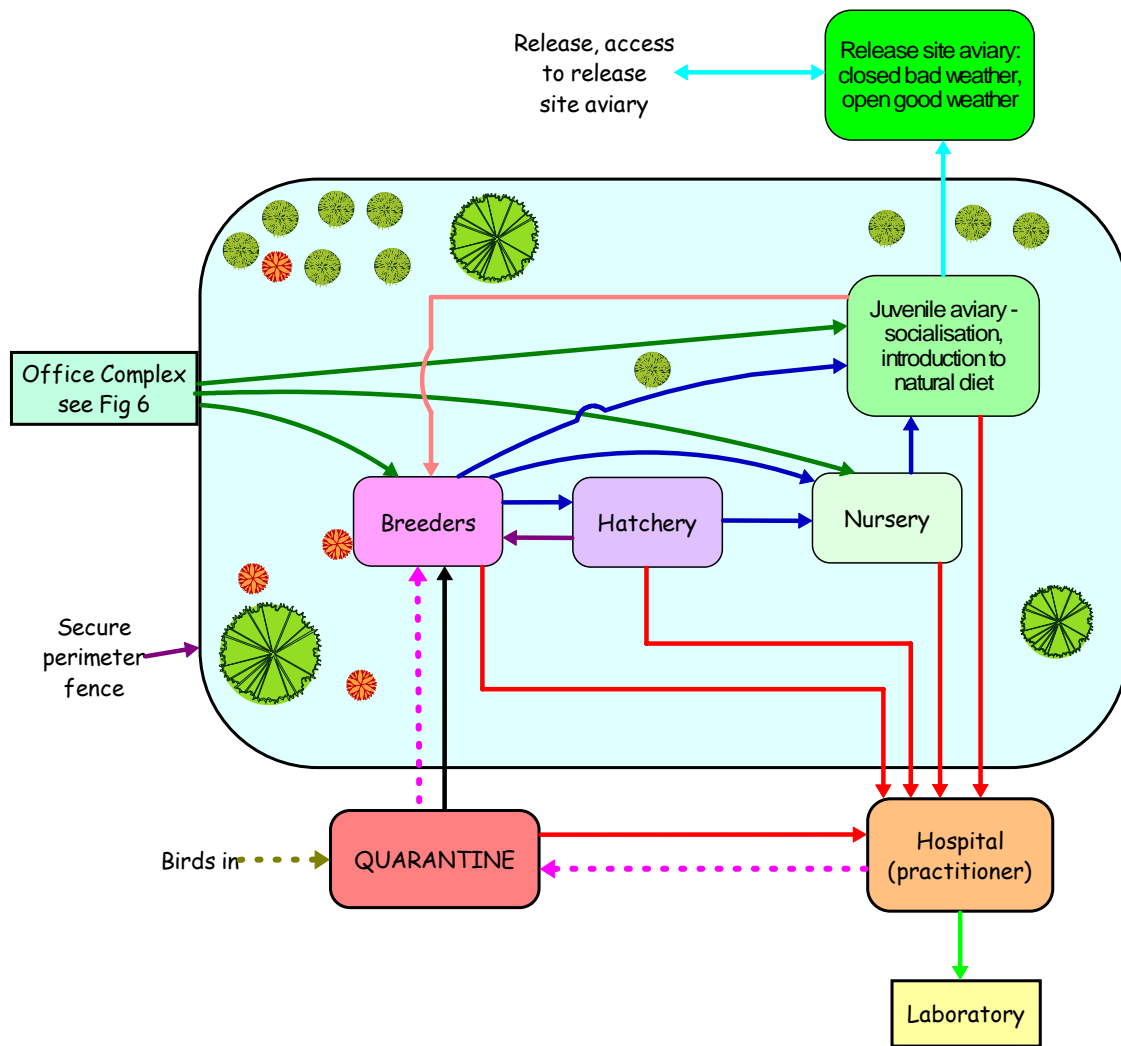 Release, access
to release
site aviary
Release site aviary:
closed bad weather,
open good weather
Office Complex
see Fig 6
Juvenile aviary -
socialisation,
introduction to
natural diet
Breeders
Hatchery
Nursery
Secure
perimeter
fence
Birds in
QUARANTINE
Hospital
(practitioner)
Laboratory